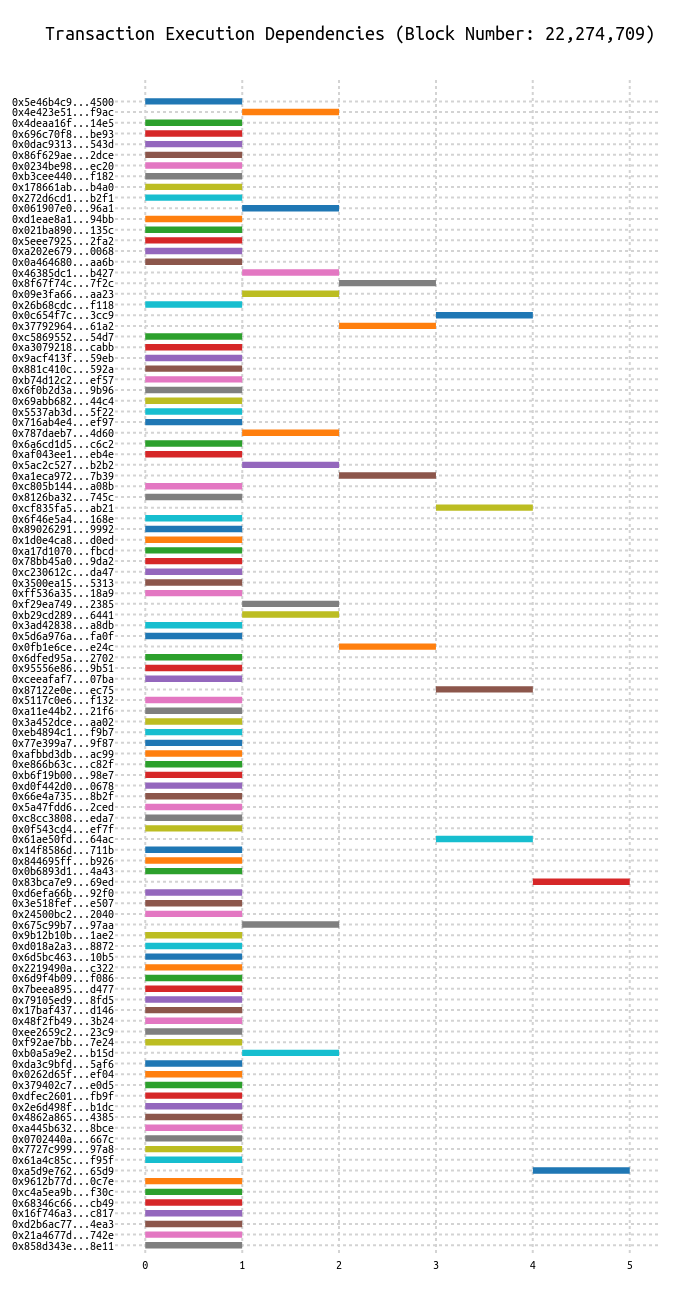 Transaction Execution Dependencies (Block Number: 22,274,709)
0x5e46b4c9...4500
0x4e423e51...f9ac
0x4deaa16f...14e5
0x696c70f8...be93
0x0dac9313...543d
0x86f629ae...2dce
0x0234be98...ec20
0xb3cee440...f182
0x178661ab...b4a0
0x272d6cd1...b2f1
0x061907e0...96a1
0xd1eae8a1...94bb
0x021ba890...135c
0x5eee7925...2fa2
0xa202e679...0068
0x0a464680...aa6b
0x46385dc1...b427
0x8f67f74c...7f2c
0x09e3fa66...aa23
0x26b68cdc...f118
0x0c654f7c...3cc9
0x37792964...61a2
0xc5869552...54d7
0xa3079218...cabb
0x9acf413f...59eb
0x881c410c...592a
0xb74d12c2...ef57
0x6f0b2d3a...9b96
0x69abb682...44c4
0x5537ab3d...5f22
0x716ab4e4...ef97
0x787daeb7...4d60
0x6a6cd1d5...c6c2
0xaf043ee1...eb4e
0x5ac2c527...b2b2
0xa1eca972...7b39
0xc805b144...a08b
0x8126ba32...745c
0xcf835fa5...ab21
0x6f46e5a4...168e
0x89026291...9992
0x1d0e4ca8...d0ed
0xa17d1070...fbcd
0x78bb45a0...9da2
0xc230612c...da47
0x3500ea15...5313
0xff536a35...18a9
0xf29ea749...2385
0xb29cd289...6441
0x3ad42838...a8db
0x5d6a976a...fa0f
0x0fb1e6ce...e24c
0x6dfed95a...2702
0x95556e86...9b51
0xceeafaf7...07ba
0x87122e0e...ec75
0x5117c0e6...f132
0xa11e44b2...21f6
0x3a452dce...aa02
0xeb4894c1...f9b7
0x77e399a7...9f87
0xafbbd3db...ac99
0xe866b63c...c82f
0xb6f19b00...98e7
0xd0f442d0...0678
0x66e4a735...8b2f
0x5a47fdd6...2ced
0xc8cc3808...eda7
0x0f543cd4...ef7f
0x61ae50fd...64ac
0x14f8586d...711b
0x844695ff...b926
0x0b6893d1...4a43
0x83bca7e9...69ed
0xd6efa66b...92f0
0x3e518fef...e507
0x24500bc2...2040
0x675c99b7...97aa
0x9b12b10b...1ae2
0xd018a2a3...8872
0x6d5bc463...10b5
0x2219490a...c322
0x6d9f4b09...f086
0x7beea895...d477
0x79105ed9...8fd5
0x17baf437...d146
0x48f2fb49...3b24
0xee2659c2...23c9
0xf92ae7bb...7e24
0xb0a5a9e2...b15d
0xda3c9bfd...5af6
0x0262d65f...ef04
0x379402c7...e0d5
0xdfec2601...fb9f
0x2e6d498f...b1dc
0x4862a865...4385
0xa445b632...8bce
0x0702440a...667c
0x7727c999...97a8
0x61a4c85c...f95f
0xa5d9e762...65d9
0x9612b77d...0c7e
0xc4a5ea9b...f30c
0x68346c66...cb49
0x16f746a3...c817
0xd2b6ac77...4ea3
0x21a4677d...742e
0x858d343e...8e11
0 1 2 3 4 5